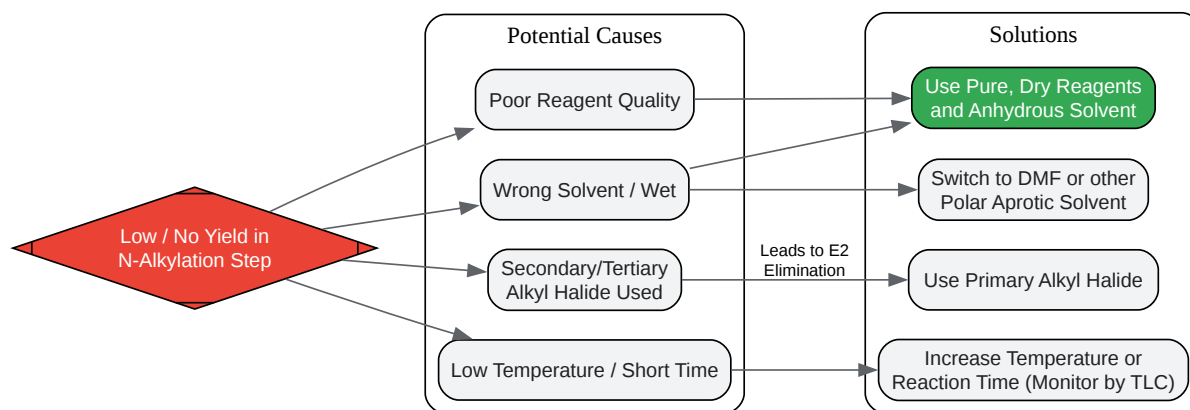 Potential Causes
Solutions
Low / No Yield in
N-Alkylation Step
Poor Reagent Quality
Wrong Solvent / Wet
Secondary/Tertiary
Alkyl Halide Used
Low Temperature / Short Time
Leads to E2
Elimination
Use Pure, Dry Reagents
and Anhydrous Solvent
Switch to DMF or other
Polar Aprotic Solvent
Use Primary Alkyl Halide
Increase Temperature or
Reaction Time (Monitor by TLC)